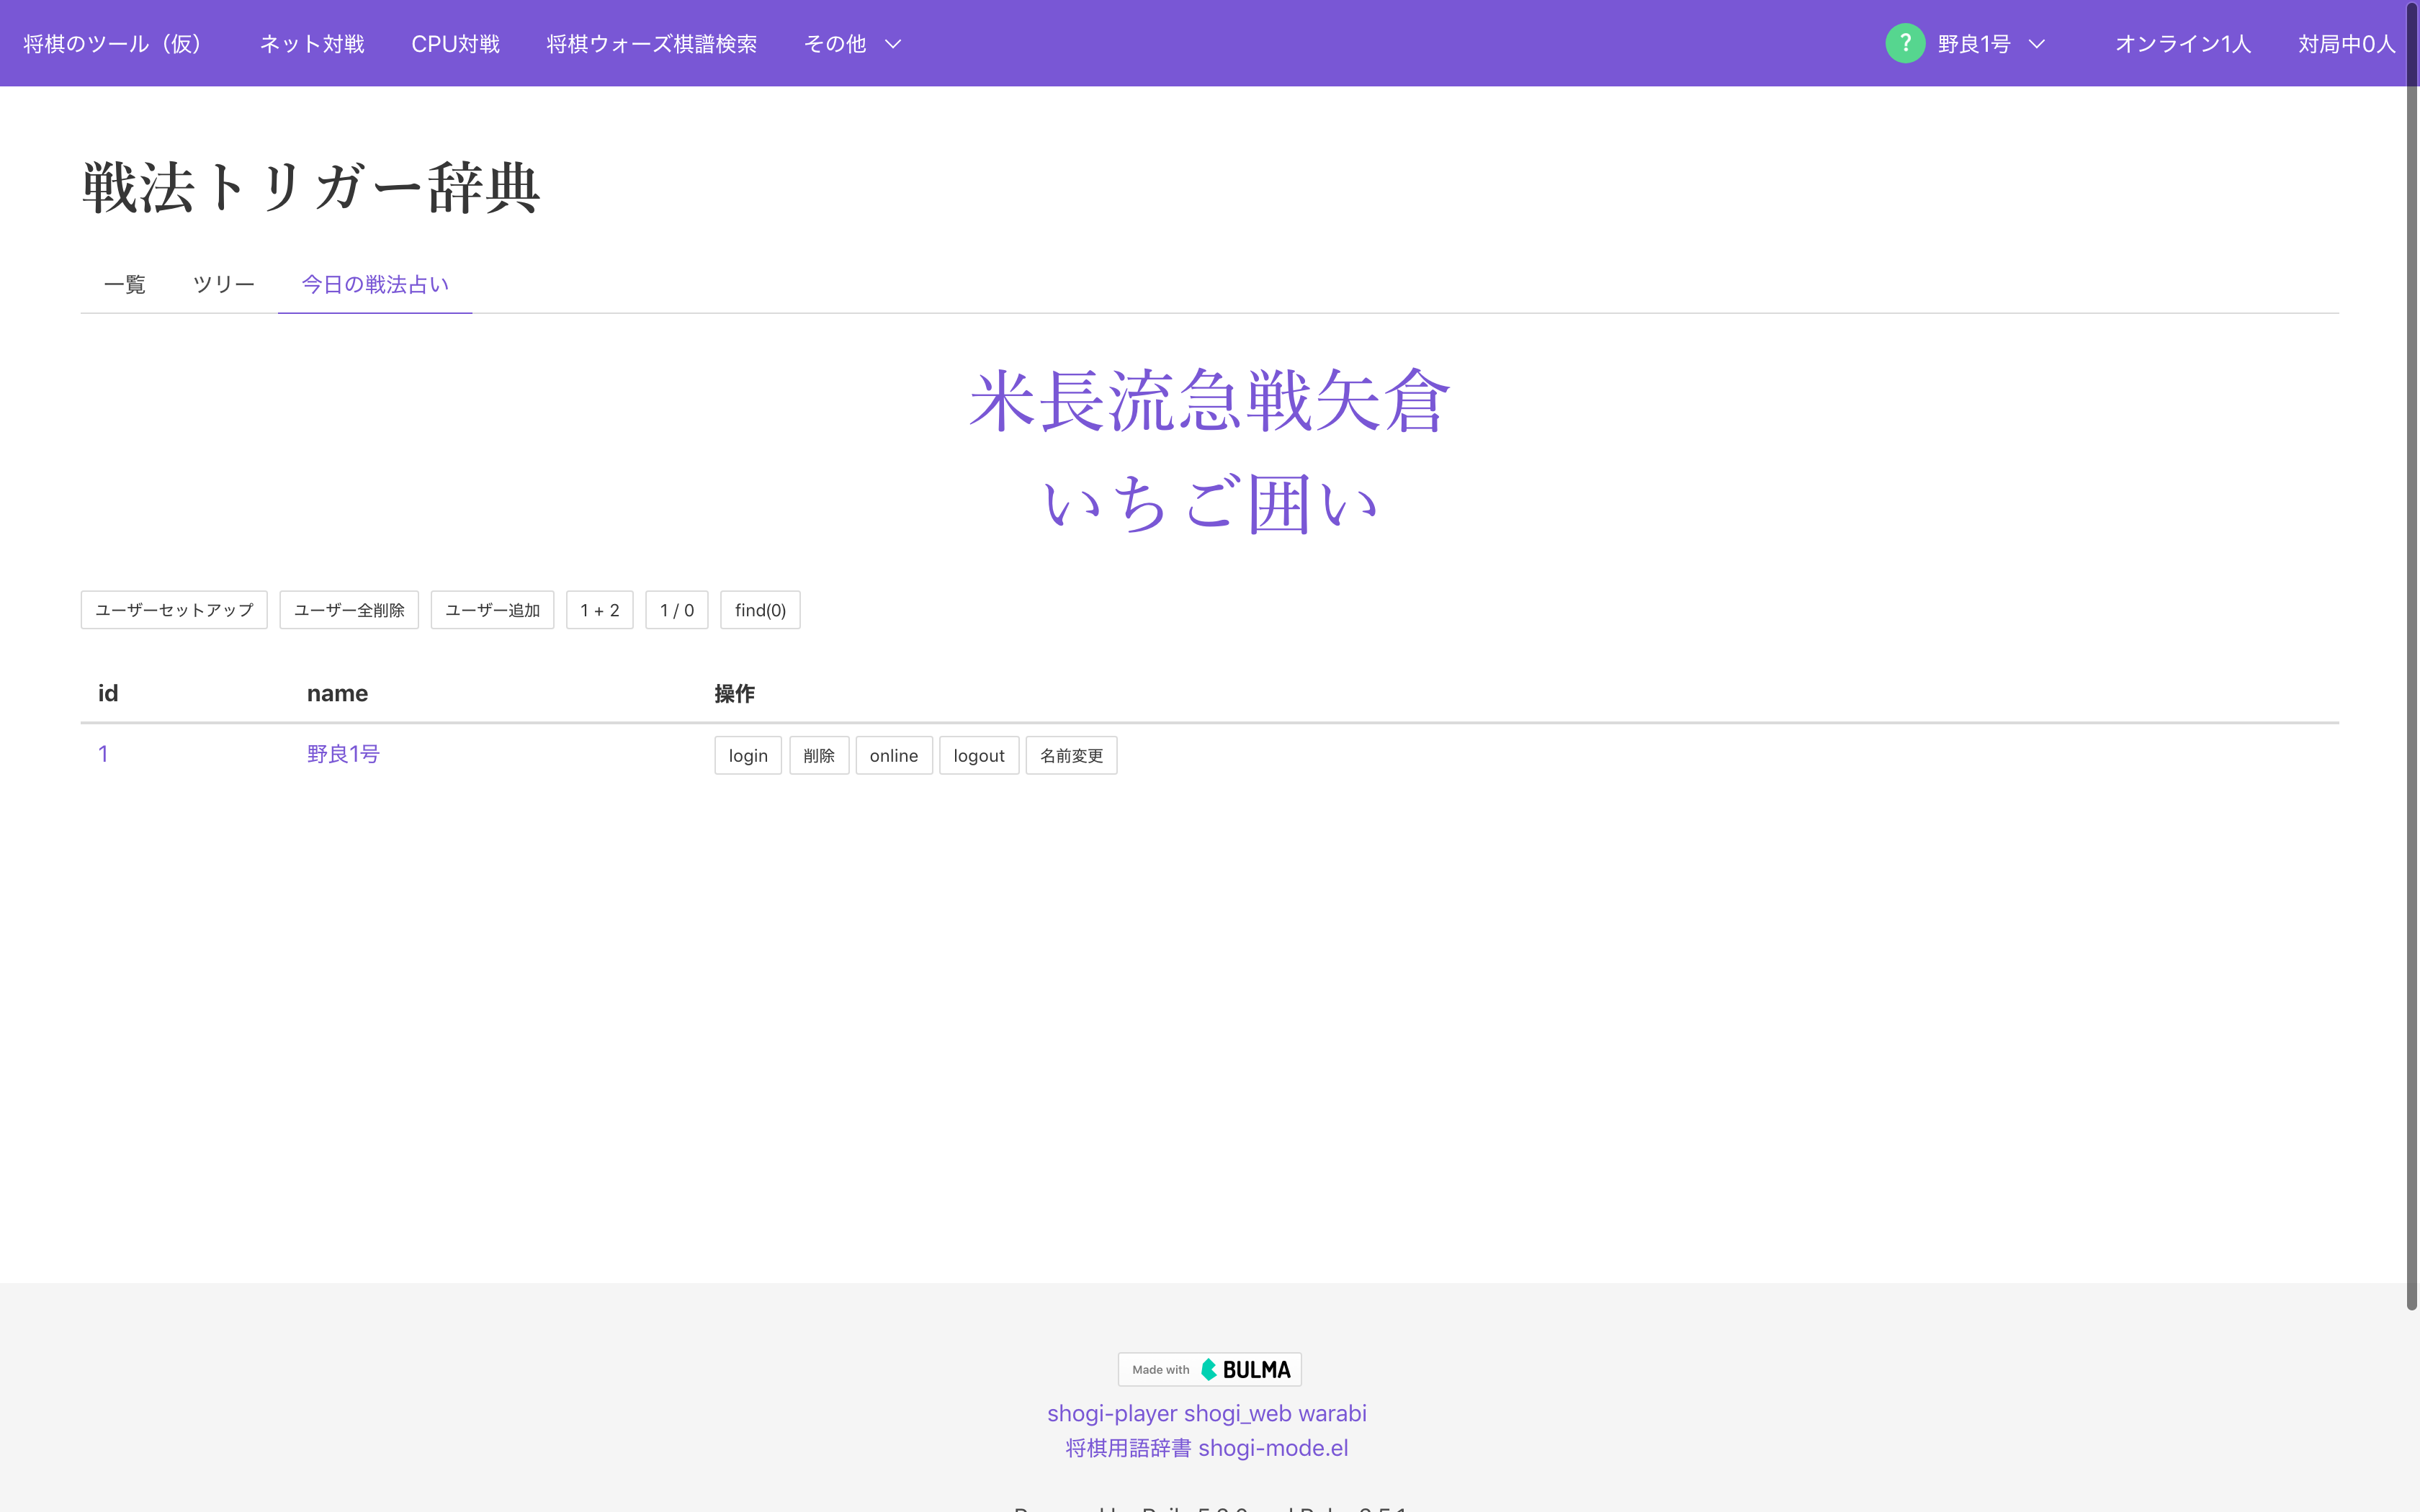 将棋のツール（仮） ネット対戦 CPU対戦 将棋ウォーズ棋譜検索 その他 ? 野良1号 オンライン1人 対局中0人
戦法トリガー辞典
一覧 ツリー 今日の戦法占い
米長流急戦矢倉
いちご囲い
ユーザーセットアップ ユーザー全削除 ユーザー追加 1 + 2 1 / 0 find(0)
id name 操作
1 野良1号 login 削除 online logout 名前変更
Made with BULMA
shogi-player shogi_web warabi
将棋用語辞書 shogi-mode.el